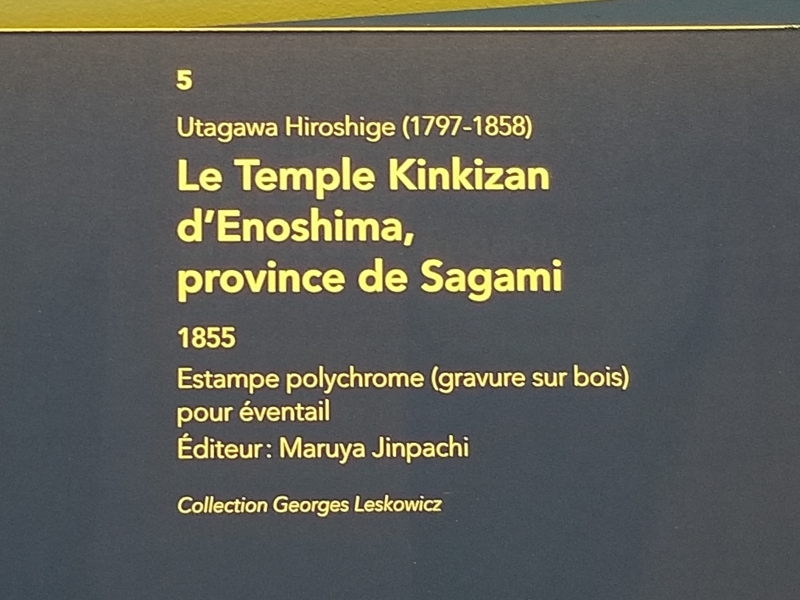 5
Utagawa Hiroshige (1797-1858)
Le Temple Kinkizan
d’Enoshima,
province de Sagami
1855
Estampe polychrome (gravure sur bois)
pour éventail
Éditeur : Maruya Jinpachi
Collection Georges Leskowicz